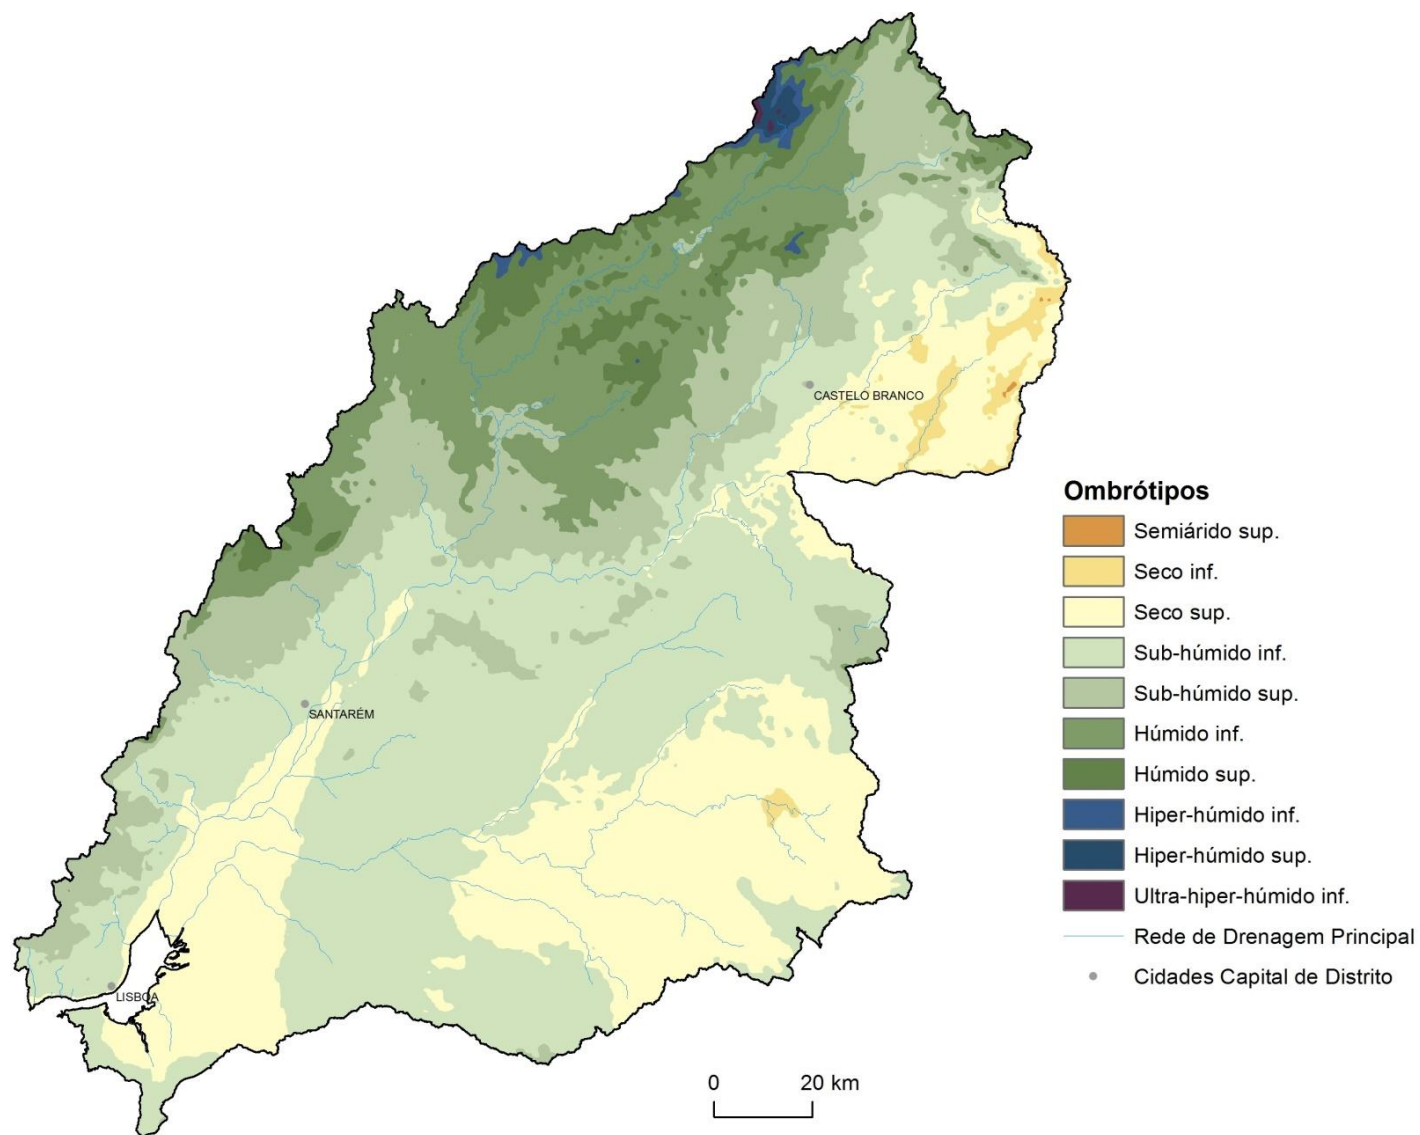 CASTELO BRANCO
SANTARÉM
LISBOA
Ombrótipos
Semiárido sup.
Seco inf.
Seco sup.
Sub-húmido inf.
Sub-húmido sup.
Húmido inf.
Húmido sup.
Hiper-húmido inf.
Hiper-húmido sup.
Ultra-hiper-húmido inf.
Rede de Drenagem Principal
Cidades Capital de Distrito
0 20 km